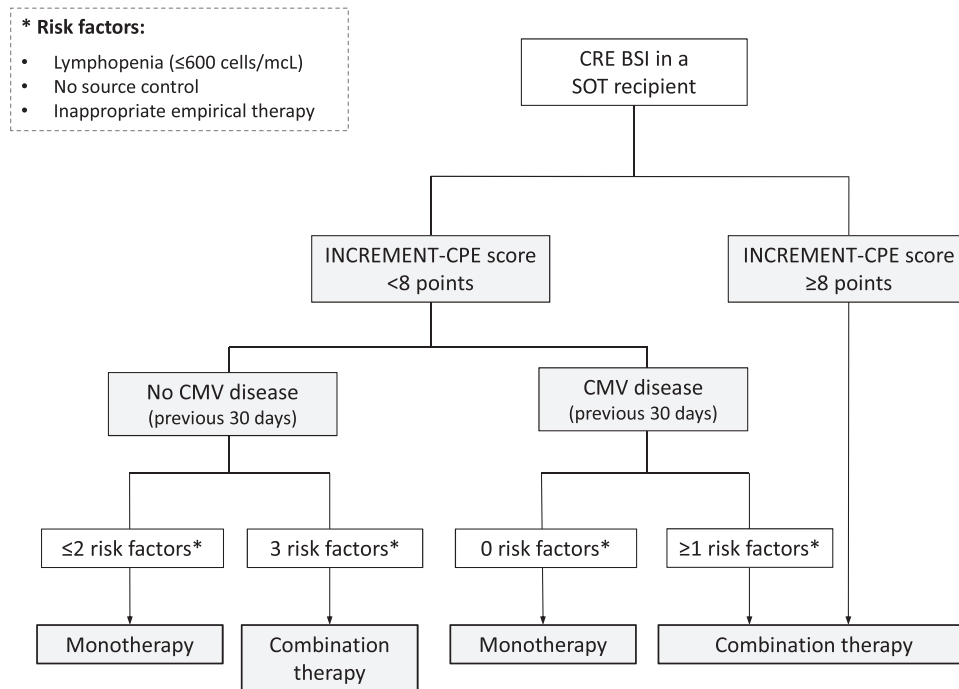 * Risk factors:
• Lymphopenia (≤600 cells/mcL)
• No source control
• Inappropriate empirical therapy
CRE BSI in a
SOT recipient
INCREMENT-CPE score
<8 points
INCREMENT-CPE score
≥8 points
No CMV disease
(previous 30 days)
CMV disease
(previous 30 days)
≤2 risk factors*
3 risk factors*
0 risk factors*
≥1 risk factors*
Monotherapy
Combination
therapy
Monotherapy
Combination therapy